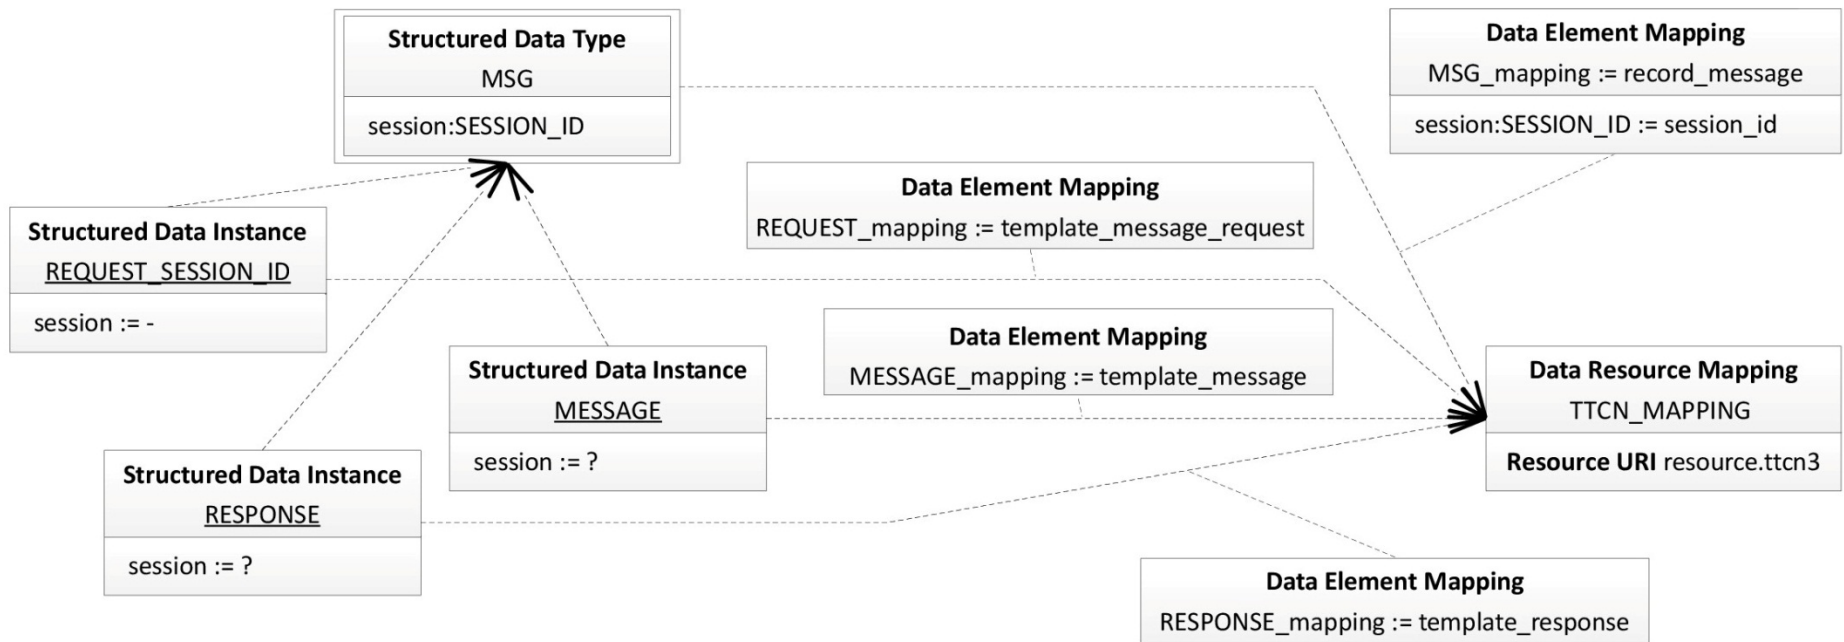 Structured Data Type
MSG
session:SESSION_ID
Data Element Mapping
MSG_mapping := record_message
session:SESSION_ID := session_id
Data Element Mapping
REQUEST_mapping := template_message_request
Structured Data Instance
REQUEST_SESSION_ID
session := -
Data Element Mapping
MESSAGE_mapping := template_message
Structured Data Instance
MESSAGE
session := ?
Data Resource Mapping
TTCN_MAPPING
Resource URI resource.ttcn3
Structured Data Instance
RESPONSE
session := ?
Data Element Mapping
RESPONSE_mapping := template_response